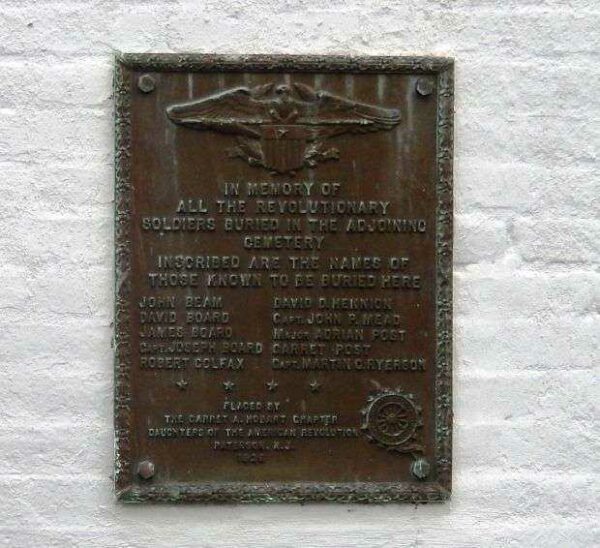 IN MEMORY OF
ALL THE REVOLUTIONARY
SOLDIERS BURIED IN THE ADJOINING
CEMETERY
INSCRIBED ARE THE NAMES OF
THOSE KNOWN TO BE BURIED HERE
JOHN BEAM
DAVID BOARD
JAMES BOARD
CAPT. JOSEPH BOARD
ROBERT COLFAX
DAVID D. HENNION
CAPT. JOHN P. MEAD
MAJOR ADRIAN POST
GARRET POST
CAPT. MARTIN G. RYERSON
PLACED BY
THE GARRET A. HOBART CHAPTER
DAUGHTERS OF THE AMERICAN REVOLUTION
PATERSON, N.J.